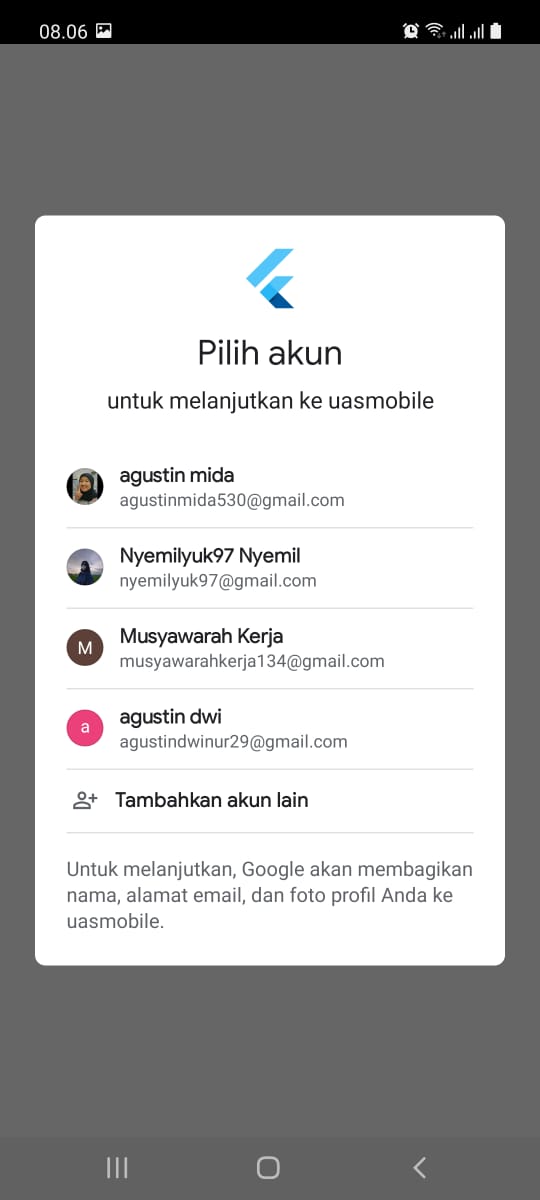 08.06
Pilih akun
untuk melanjutkan ke uasmobile
agustin mida
agustinmida530@gmail.com
Nyemilyuk97 Nyemil
nyemilyuk97@gmail.com
M
Musyawarah Kerja
musyawarahkerja134@gmail.com
a
agustin dwi
agustindwinur29@gmail.com
Tambahkan akun lain
Untuk melanjutkan, Google akan membagikan
nama, alamat email, dan foto profil Anda ke
uasmobile.